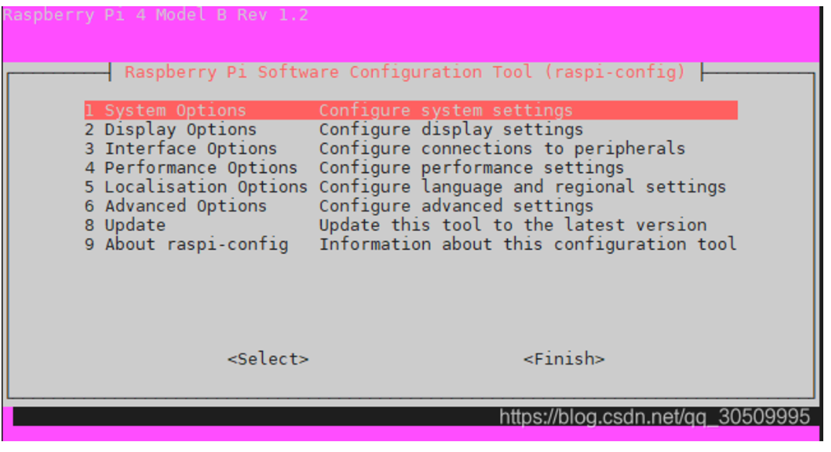 Raspberry Pi 4 Model B Rev 1.2
Raspberry Pi Software Configuration Tool (raspi-config)
1 System Options Configure system settings
2 Display Options Configure display settings
3 Interface Options Configure connections to peripherals
4 Performance Options Configure performance settings
5 Localisation Options Configure language and regional settings
6 Advanced Options Configure advanced settings
8 Update Update this tool to the latest version
9 About raspi-config Information about this configuration tool
<Select> <Finish>
https://blog.csdn.net/qq_30509995